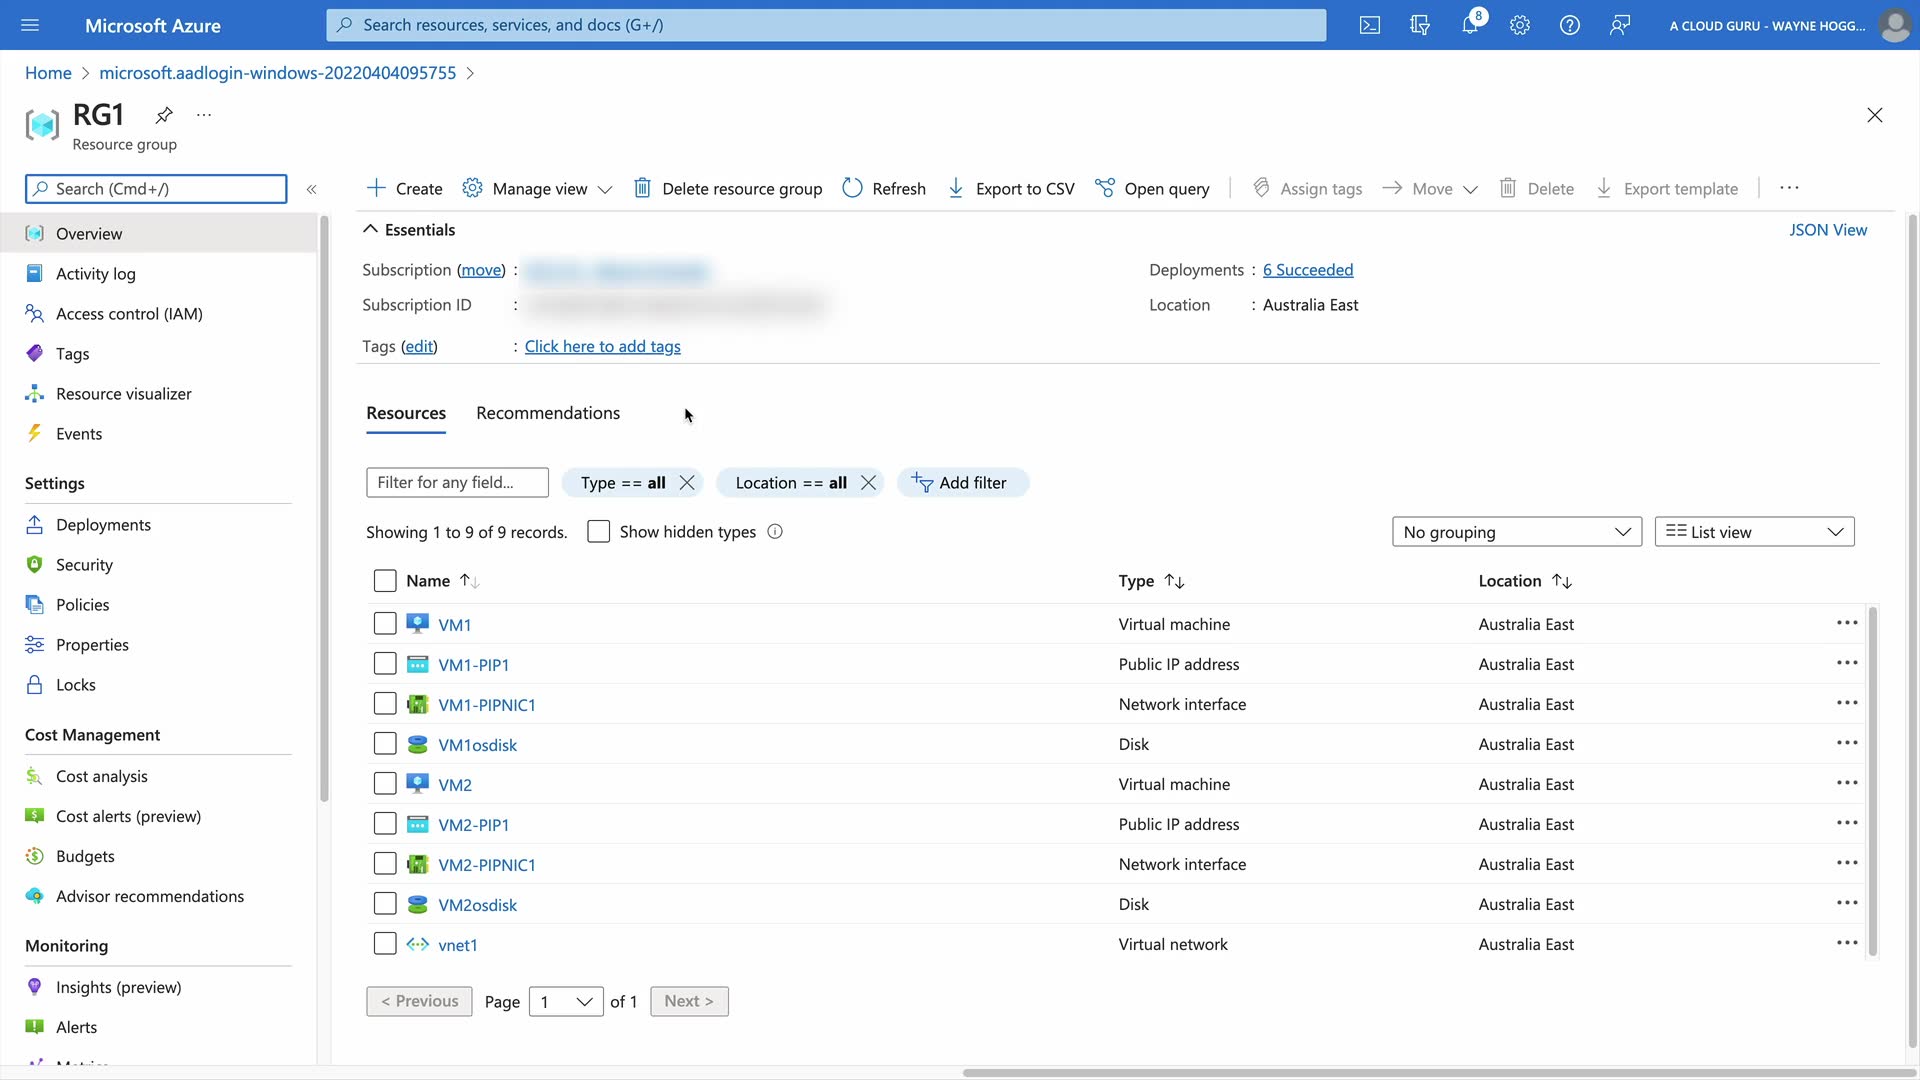 Microsoft Azure
Search resources, services, and docs (G+/)
8
A CLOUD GURU - WAYNE HOGG...
Home > microsoft.aadlogin-windows-20220404095755 >
RG1 ...
Resource group
Search (Cmd+/) «
Create Manage view Delete resource group Refresh Export to CSV Open query Assign tags Move Delete Export template ...
Overview
Activity log
Access control (IAM)
Tags
Resource visualizer
Events
Settings
Deployments
Security
Policies
Properties
Locks
Cost Management
Cost analysis
Cost alerts (preview)
Budgets
Advisor recommendations
Monitoring
Insights (preview)
Alerts
Essentials JSON View
Subscription (move) : Deployments : 6 Succeeded
Subscription ID : Location : Australia East
Tags (edit) : Click here to add tags
Resources Recommendations
Filter for any field... Type == all Location == all Add filter
Showing 1 to 9 of 9 records. Show hidden types No grouping List view
Name Type Location
VM1 Virtual machine Australia East ...
VM1-PIP1 Public IP address Australia East ...
VM1-PIPNIC1 Network interface Australia East ...
VM1osdisk Disk Australia East ...
VM2 Virtual machine Australia East ...
VM2-PIP1 Public IP address Australia East ...
VM2-PIPNIC1 Network interface Australia East ...
VM2osdisk Disk Australia East ...
vnet1 Virtual network Australia East ...
< Previous Page 1 of 1 Next >